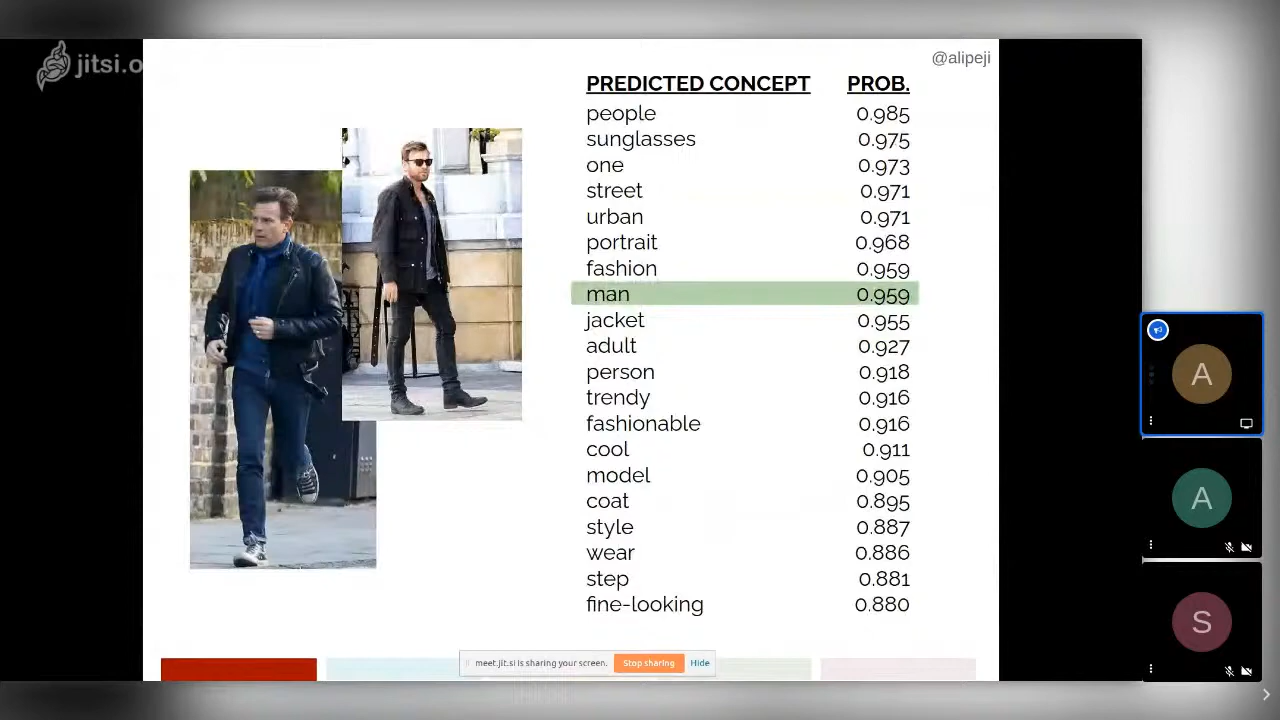 jitsi.o
@alipeji
PREDICTED CONCEPT PROB.
people 0.985
sunglasses 0.975
one 0.973
street 0.971
urban 0.971
portrait 0.968
fashion 0.959
man 0.959
jacket 0.955
adult 0.927
person 0.918
trendy 0.916
fashionable 0.916
cool 0.911
model 0.905
coat 0.895
style 0.887
wear 0.886
step 0.881
fine-looking 0.880
meet.jit.si is sharing your screen. Stop sharing Hide
A
A
S